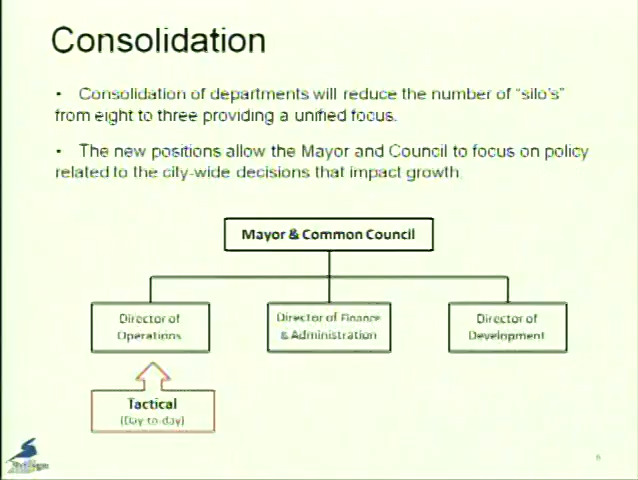 Consolidation
• Consolidation of departments will reduce the number of "silo's"
from eight to three providing a unified focus.
• The new positions allow the Mayor and Council to focus on policy
related to the city-wide decisions that impact growth
Mayor & Common Council
Director of
Operations
Director of Finance
& Administration
Director of
Development
Tactical
(Day-to-day)
6